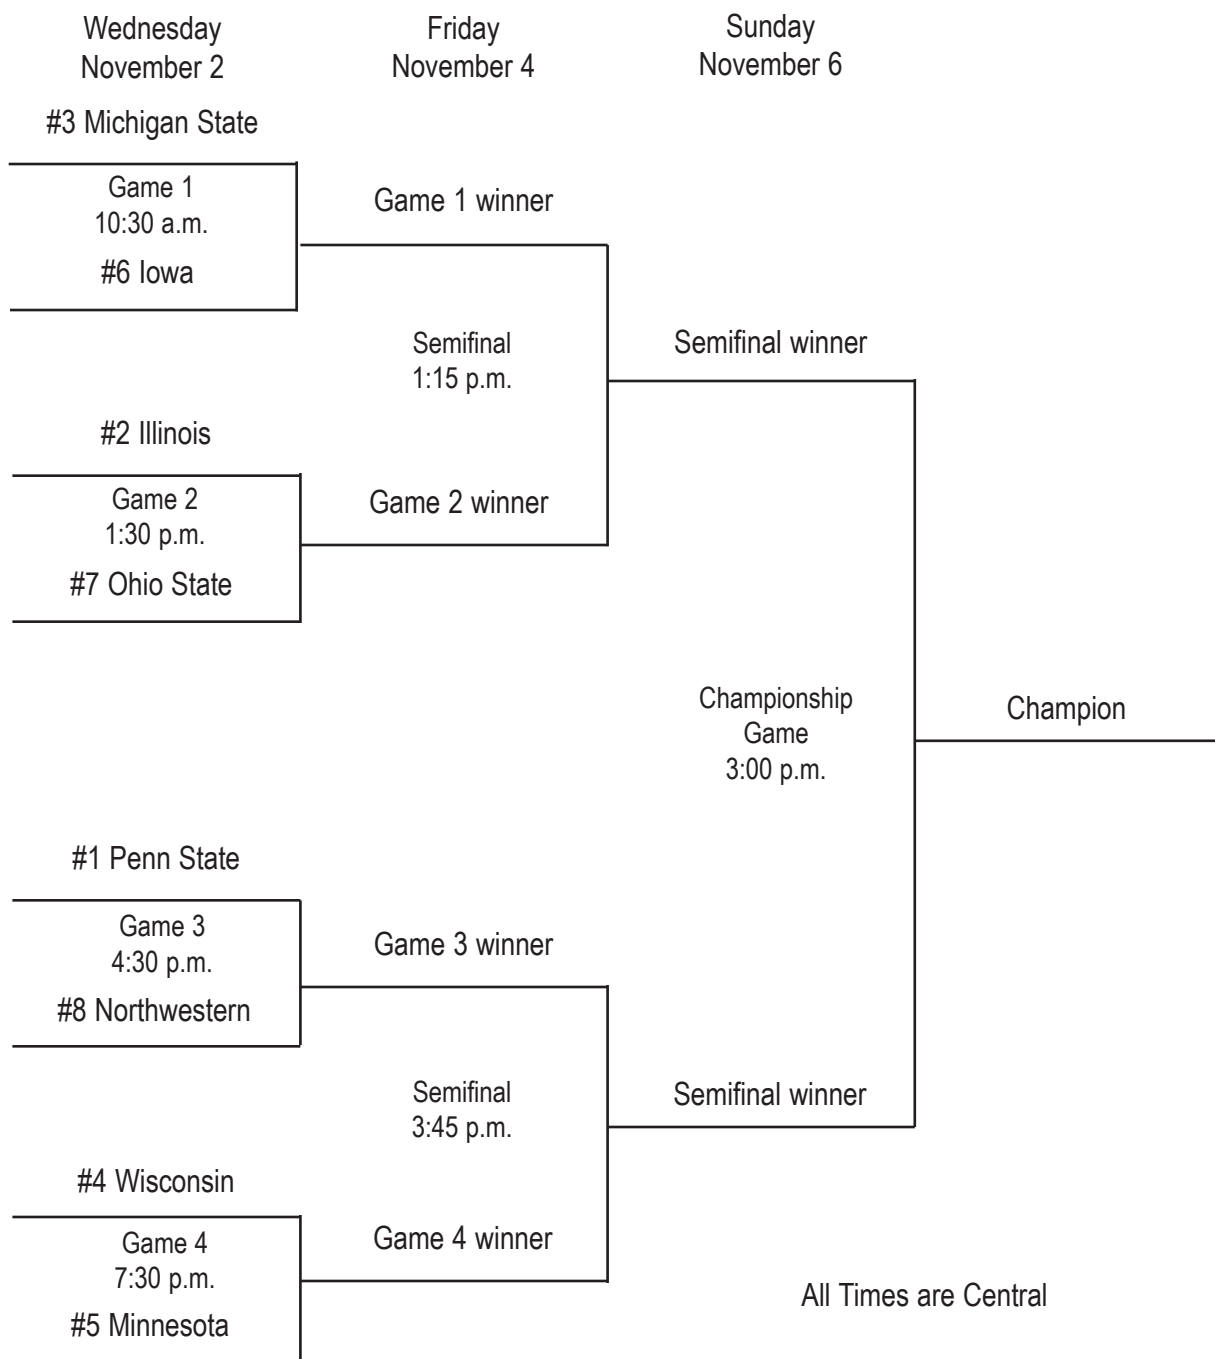 Wednesday
November 2
Friday
November 4
Sunday
November 6
#3 Michigan State
Game 1
10:30 a.m.
#6 Iowa
Game 1 winner
Semifinal
1:15 p.m.
Semifinal winner
#2 Illinois
Game 2
1:30 p.m.
#7 Ohio State
Game 2 winner
Championship
Game
3:00 p.m.
Champion
#1 Penn State
Game 3
4:30 p.m.
#8 Northwestern
Game 3 winner
Semifinal
3:45 p.m.
Semifinal winner
#4 Wisconsin
Game 4
7:30 p.m.
#5 Minnesota
Game 4 winner
All Times are Central